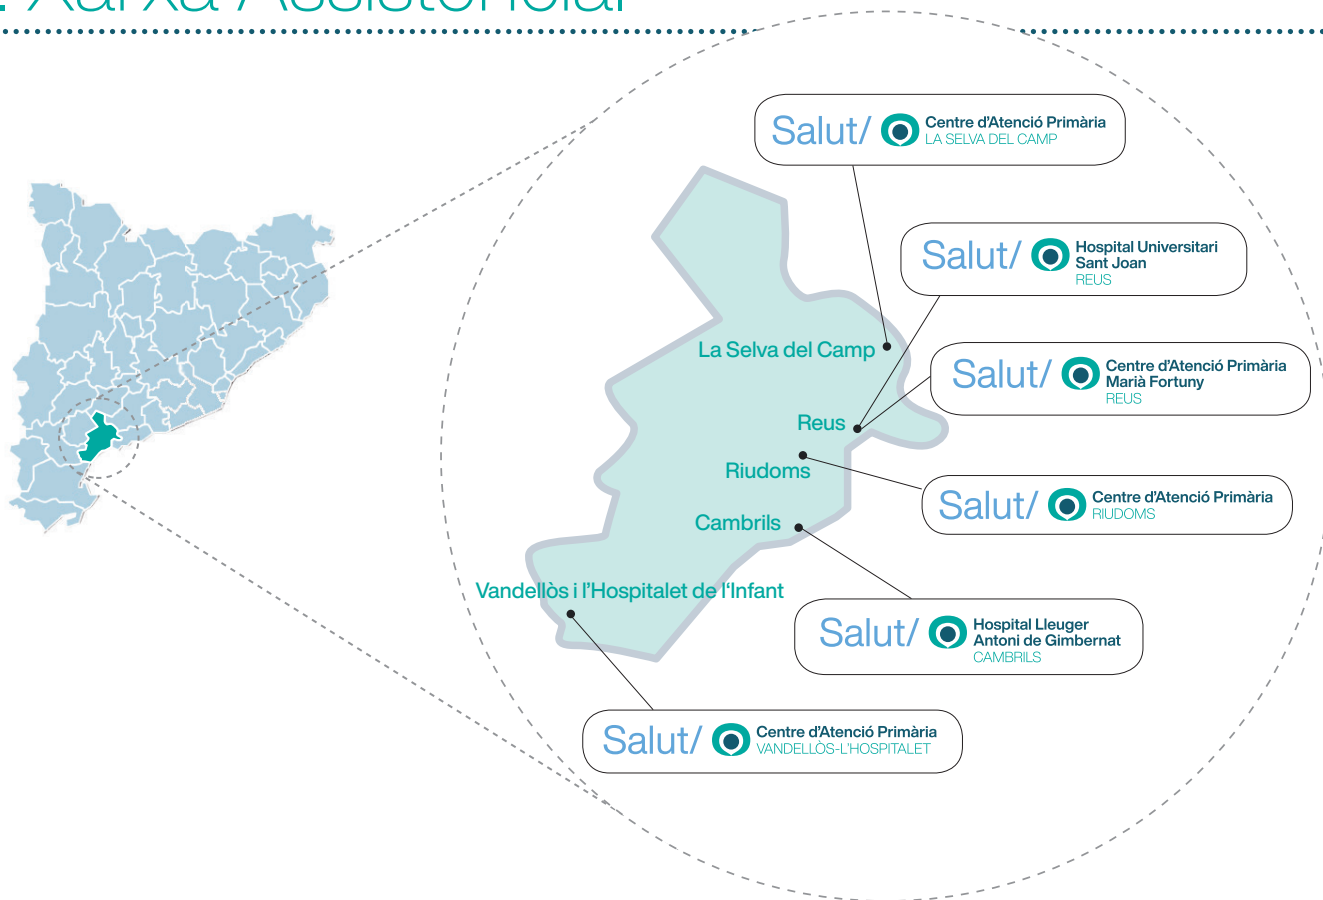 . Xarxa Assistencial
Salut/
Centre d'Atenció Primària
LA SELVA DEL CAMP
Salut/
Hospital Universitari
Sant Joan
REUS
La Selva del Camp
Salut/
Centre d'Atenció Primària
Marià Fortuny
REUS
Reus
Riudoms
Salut/
Centre d'Atenció Primària
RIUDOMS
Cambrils
Vandellòs i l'Hospitalet de l'Infant
Salut/
Hospital Lleuger
Antoni de Gimbernat
CAMBRILS
Salut/
Centre d'Atenció Primària
VANDELLÒS-L'HOSPITALET